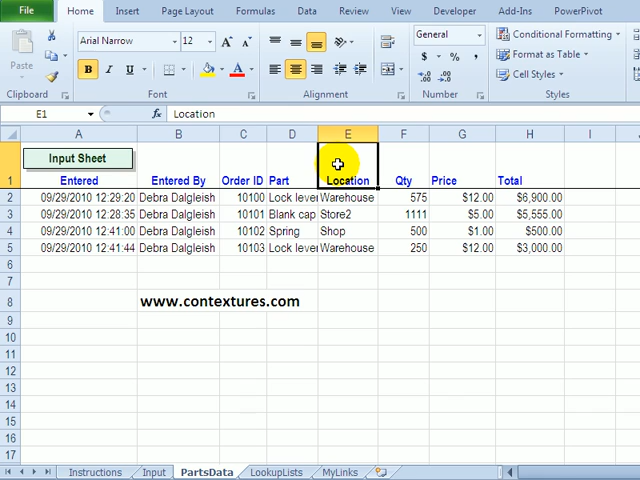 File Home Insert Page Layout Formulas Data Review View Developer Add-Ins PowerPivot
Paste
Arial Narrow 12
B I U
General
$ % ,
Conditional Formatting
Format as Table
Cell Styles
Clipboard Font Alignment Number Styles
E1 fx Location
A B C D E F G H I
Input Sheet
1 Entered Entered By Order ID Part Location Qty Price Total
2 09/29/2010 12:29:20 Debra Dalgleish 10100 Lock lever Warehouse 575 $12.00 $6,900.00
3 09/29/2010 12:28:35 Debra Dalgleish 10101 Blank cap Store2 1111 $5.00 $5,555.00
4 09/29/2010 12:41:00 Debra Dalgleish 10102 Spring Shop 500 $1.00 $500.00
5 09/29/2010 12:41:44 Debra Dalgleish 10103 Lock lever Warehouse 250 $12.00 $3,000.00
6
7
8 www.contextures.com
9
10
11
12
13
14
15
16
17
Instructions Input PartsData LookupLists MyLinks